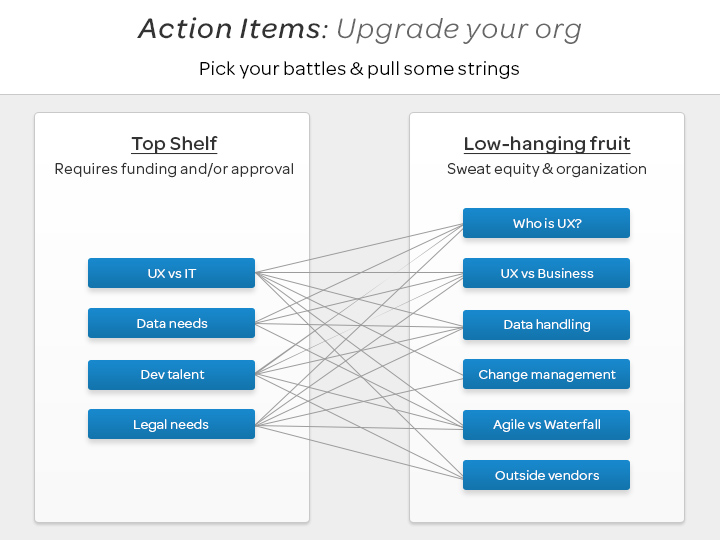 Action Items: Upgrade your org
Pick your battles & pull some strings
Top Shelf
Requires funding and/or approval
UX vs IT
Data needs
Dev talent
Legal needs
Low-hanging fruit
Sweat equity & organization
Who is UX?
UX vs Business
Data handling
Change management
Agile vs Waterfall
Outside vendors